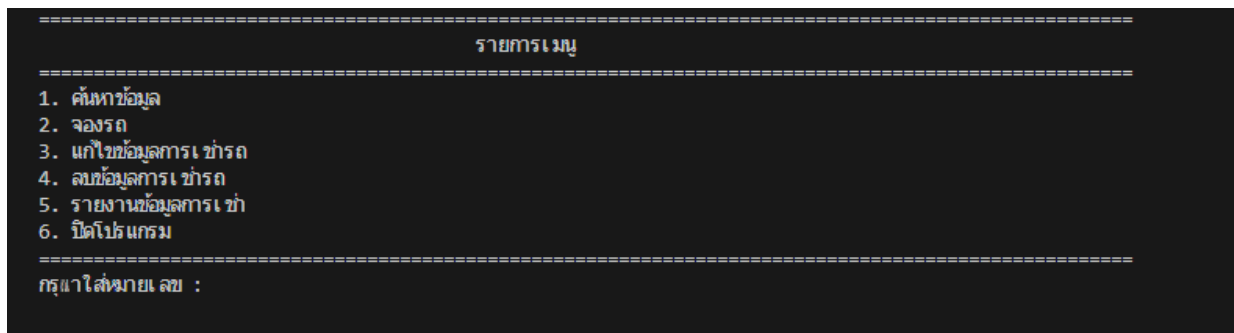 ====================================================================================================
รายการเมนู
====================================================================================================
1. ค้นหาข้อมูล
2. จองรถ
3. แก้ไขข้อมูลการเช่ารถ
4. ลบข้อมูลการเช่ารถ
5. รายงานข้อมูลการเช่า
6. ปิดโปรแกรม
====================================================================================================
กรุณาใส่หมายเลข :